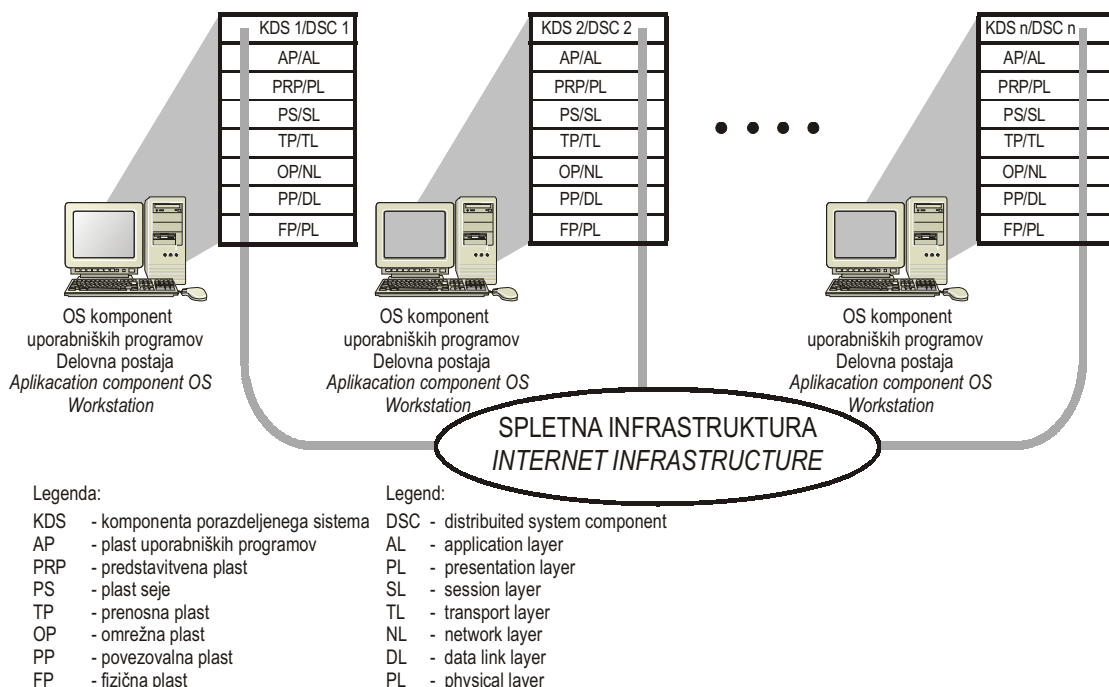 KDS 1/DSC 1
AP/AL
PRP/PL
PS/SL
TP/TL
OP/NL
PP/DL
FP/PL
OS komponent
uporabniških programov
Delovna postaja
Aplikacation component OS
Workstation
KDS 2/DSC 2
AP/AL
PRP/PL
PS/SL
TP/TL
OP/NL
PP/DL
FP/PL
OS komponent
uporabniških programov
Delovna postaja
Aplikacation component OS
Workstation
KDS n/DSC n
AP/AL
PRP/PL
PS/SL
TP/TL
OP/NL
PP/DL
FP/PL
OS komponent
uporabniških programov
Delovna postaja
Aplikacation component OS
Workstation
SPLETNA INFRASTRUKTURA
INTERNET INFRASTRUCTURE
Legenda:
KDS - komponenta porazdeljenega sistema
AP - plast uporabniških programov
PRP - predstavitvena plast
PS - plast seje
TP - prenosna plast
OP - omrežna plast
PP - povezovalna plast
FP - fizična plast
Legend:
DSC - distribuited system component
AL - application layer
PL - presentation layer
SL - session layer
TL - transport layer
NL - network layer
DL - data link layer
PL - physical layer